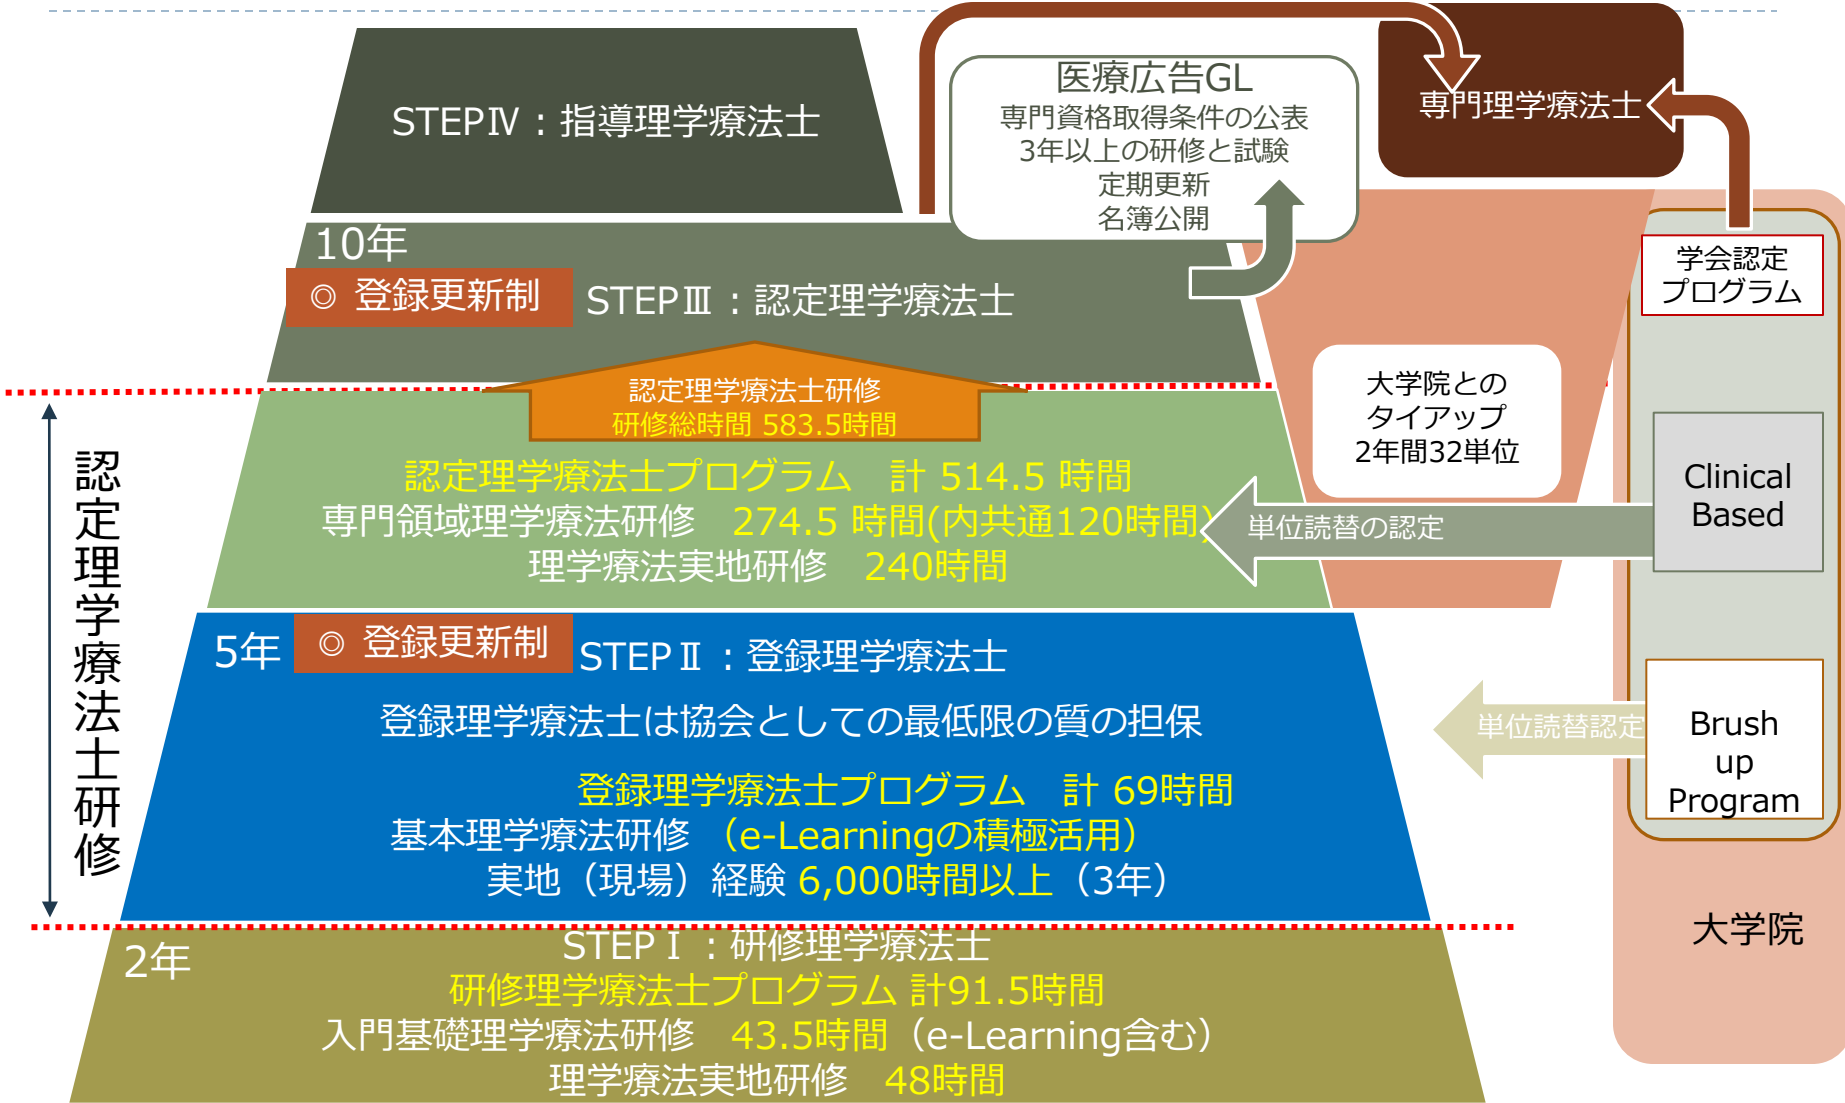 STEPⅣ：指導理学療法士
医療広告GL
専門資格取得条件の公表
3年以上の研修と試験
定期更新
名簿公開
専門理学療法士
学会認定
プログラム
10年
◎ 登録更新制
STEPⅢ：認定理学療法士
認定理学療法士研修
研修総時間 583.5時間
大学院との
タイアップ
2年間32単位
認定理学療法士プログラム　計 514.5 時間
専門領域理学療法研修　274.5 時間(内共通120時間)
理学療法実地研修　240時間
単位読替の認定
Clinical
Based
認定理学療法士研修
5年
◎ 登録更新制
STEPⅡ：登録理学療法士
登録理学療法士は協会としての最低限の質の担保
登録理学療法士プログラム　計 69時間
基本理学療法研修（e-Learningの積極活用）
実地（現場）経験 6,000時間以上（3年）
単位読替認定
Brush
up
Program
大学院
2年
STEPⅠ：研修理学療法士
研修理学療法士プログラム 計91.5時間
入門基礎理学療法研修　43.5時間（e-Learning含む）
理学療法実地研修　48時間